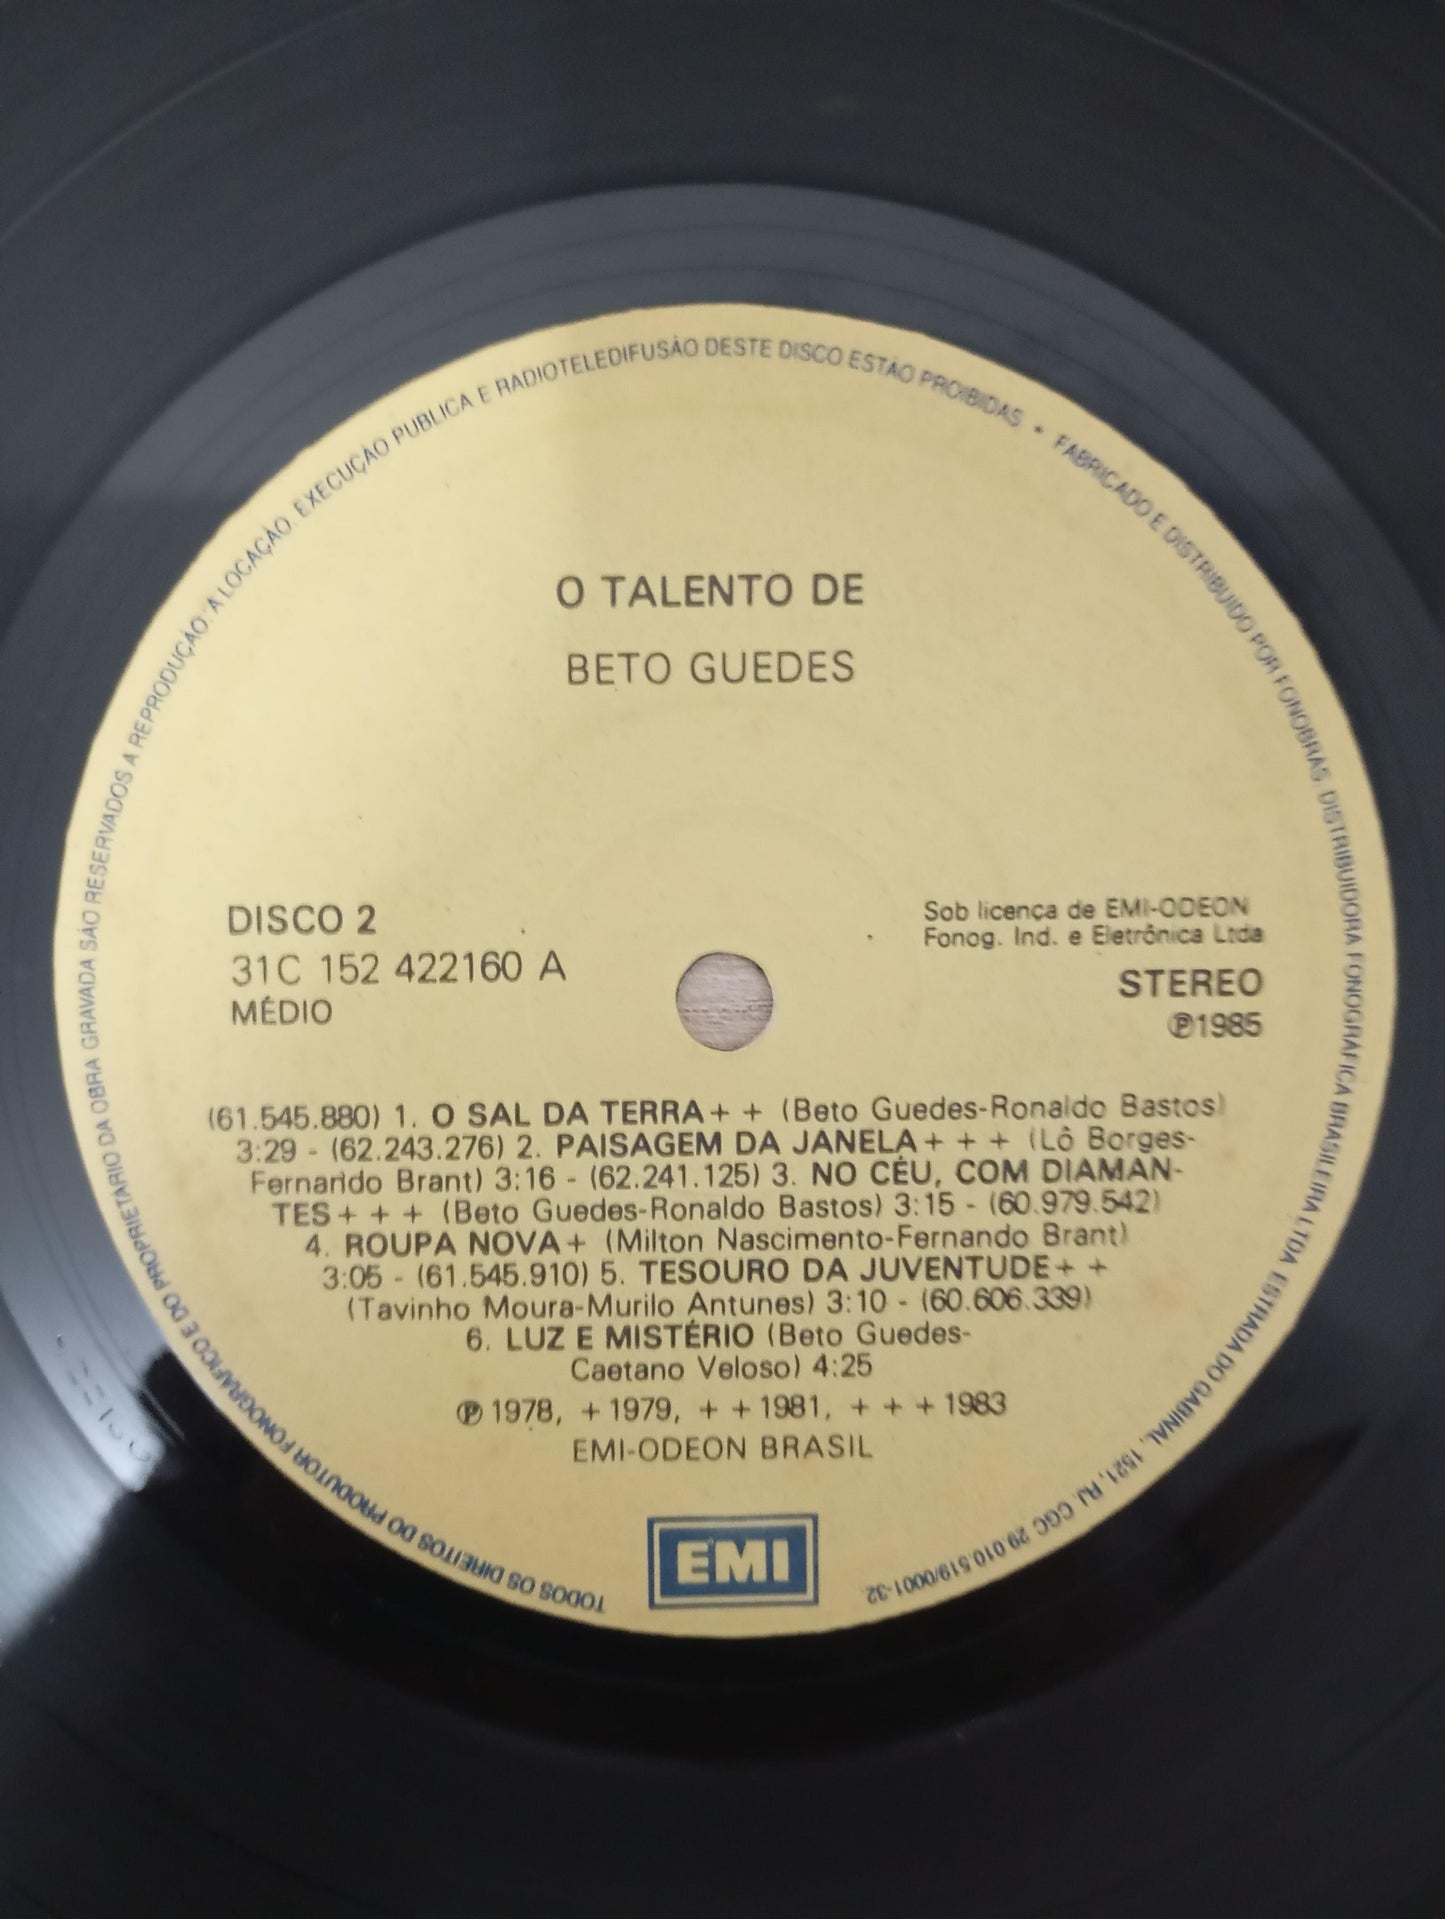 TODOS OS DIREITOS DO PRODUTOR FONOGRAFICO E DO PROPRIETARIO DA OBRA GRAVADA SÃO RESERVADOS A REPRODUÇÃO. A LOCAÇÃO. EXECUÇÃO PUBLICA E RADIOTELEDIFUSÃO DESTE DISCO ESTÃO PROIBIDAS • FABRICADO E DISTRIBUIDO POR FONOBRAS, DISTRIBUIDORA FONOGRAFICA BRASILEIRA LTDA. ESTRADA DO GABINAL, 1521, RJ. CGC 29.010.519/0001-32
O TALENTO DE
BETO GUEDES
DISCO 2
31C 152 422160 A
MÉDIO
Sob licença de EMI-ODEON
Fonog. Ind. e Eletrônica Ltda
STEREO
℗1985
(61.545.880) 1. O SAL DA TERRA+ + (Beto Guedes-Ronaldo Bastos)
3:29 - (62.243.276) 2. PAISAGEM DA JANELA+ + + (Lô Borges-
Fernando Brant) 3:16 - (62.241.125) 3. NO CÉU, COM DIAMAN-
TES+ + + (Beto Guedes-Ronaldo Bastos) 3:15 - (60.979.542)
4. ROUPA NOVA+ (Milton Nascimento-Fernando Brant)
3:05 - (61.545.910) 5. TESOURO DA JUVENTUDE+ +
(Tavinho Moura-Murilo Antunes) 3:10 - (60.606.339)
6. LUZ E MISTÉRIO (Beto Guedes-
Caetano Veloso) 4:25
℗ 1978, +1979, + +1981, + + + 1983
EMI-ODEON BRASIL
EMI